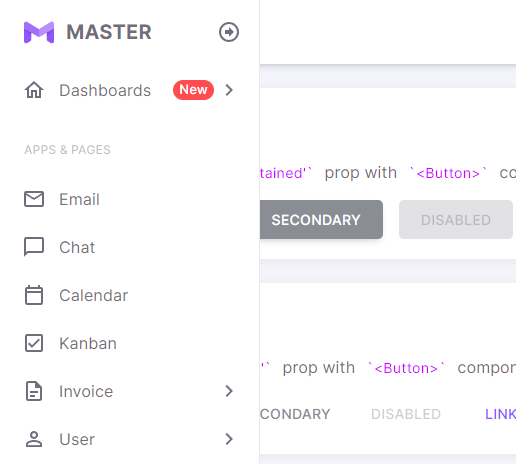 MASTER
Dashboards New
APPS & PAGES
Email
Chat
Calendar
Kanban
Invoice
User
tained'` prop with `<Button>` co
SECONDARY DISABLED
'` prop with `<Button>` compor
CONDARY DISABLED LINK